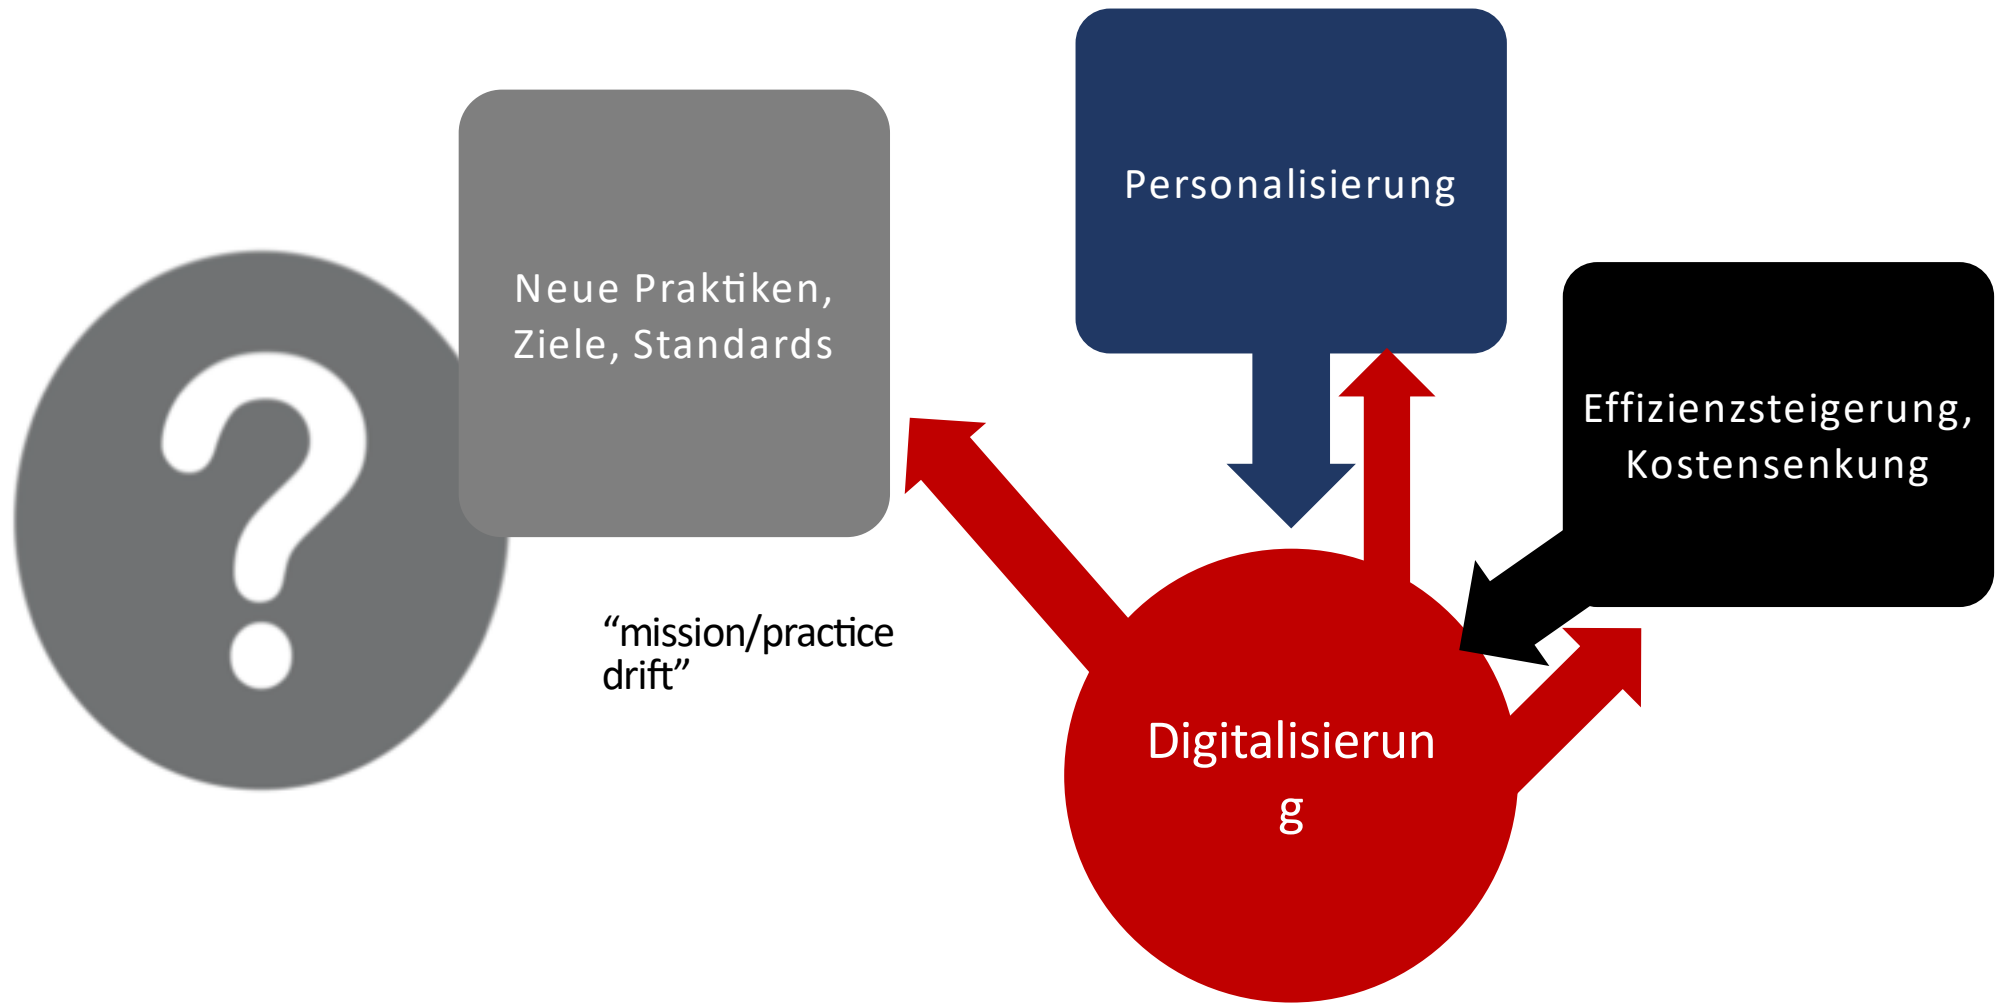 Personalisierung
Neue Praktiken,
Ziele, Standards
Effizienzsteigerung,
Kostensenkung
“mission/practice
drift”
Digitalisierun
g
?